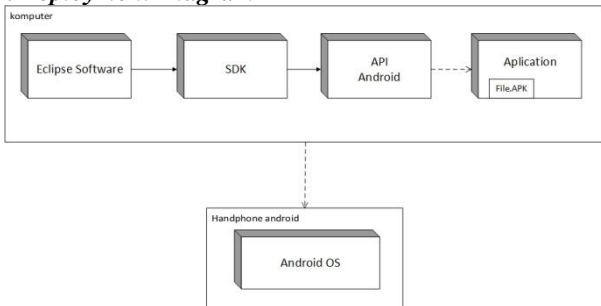 komputer
Eclipse Software
SDK
API
Android
Aplication
File.APK
Handphone android
Android OS